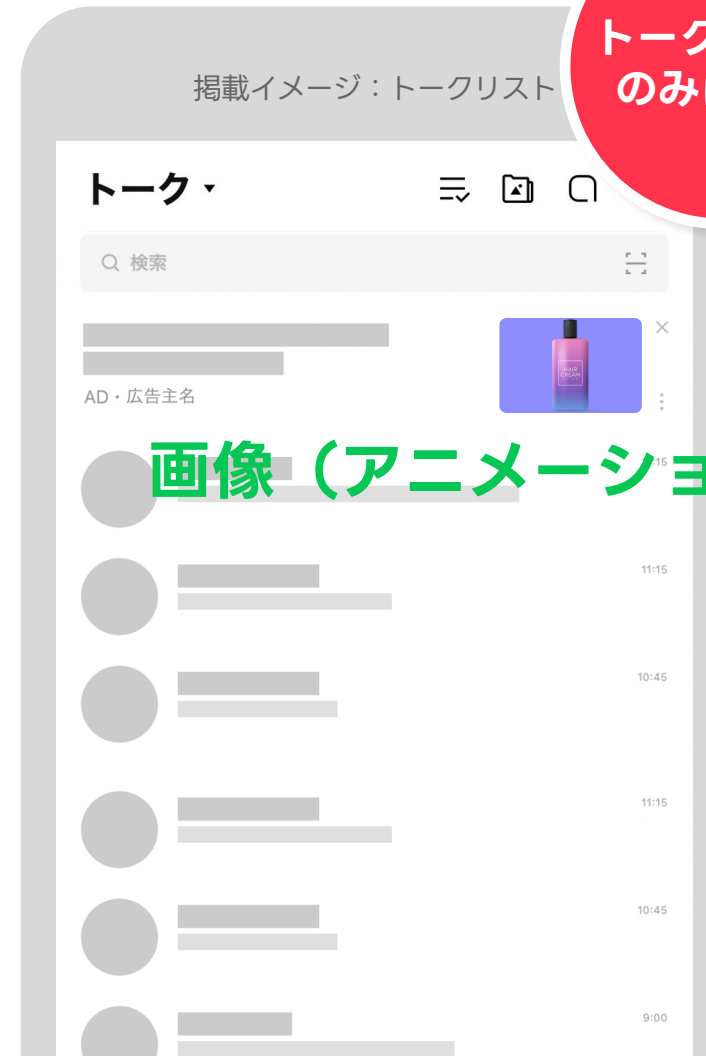 トーク
のみ
掲載イメージ：トークリスト
トーク
検索
HAIR
CREAM
AD・広告主名
画像（アニメーショ
:15
11:15
10:45
11:15
10:45
9:00